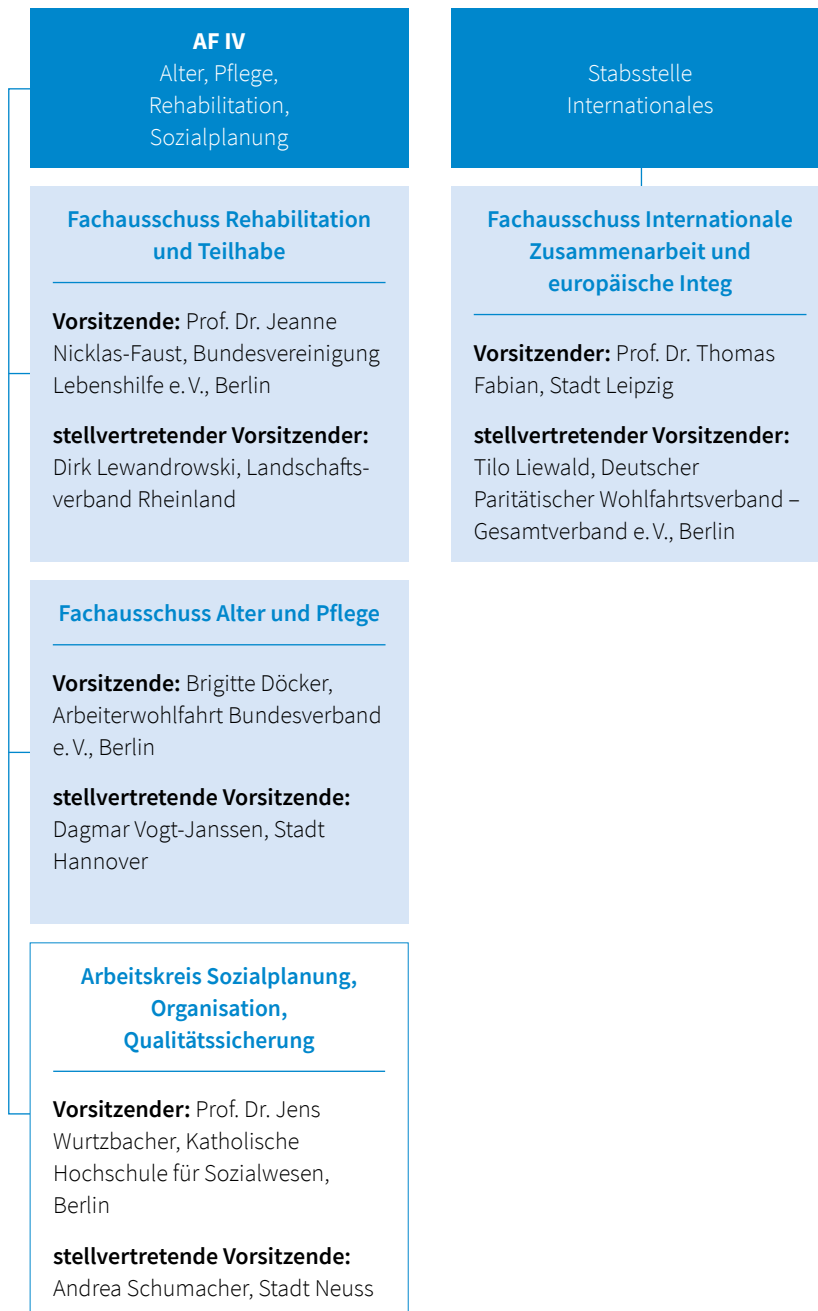 AF IV
Alter, Pflege,
Rehabilitation,
Sozialplanung
Fachausschuss Rehabilitation
und Teilhabe
Vorsitzende: Prof. Dr. Jeanne
Nicklas-Faust, Bundesvereinigung
Lebenshilfe e. V., Berlin
stellvertretender Vorsitzender:
Dirk Lewandrowski, Landschafts-
verband Rheinland
Fachausschuss Alter und Pflege
Vorsitzende: Brigitte Döcker,
Arbeiterwohlfahrt Bundesverband
e. V., Berlin
stellvertretende Vorsitzende:
Dagmar Vogt-Janssen, Stadt
Hannover
Arbeitskreis Sozialplanung,
Organisation,
Qualitätssicherung
Vorsitzender: Prof. Dr. Jens
Wurtzbacher, Katholische
Hochschule für Sozialwesen,
Berlin
stellvertretende Vorsitzende:
Andrea Schumacher, Stadt Neuss
Stabsstelle
Internationales
Fachausschuss Internationale
Zusammenarbeit und
europäische Integ
Vorsitzender: Prof. Dr. Thomas
Fabian, Stadt Leipzig
stellvertretender Vorsitzender:
Tilo Liewald, Deutscher
Paritätischer Wohlfahrtsverband –
Gesamtverband e. V., Berlin